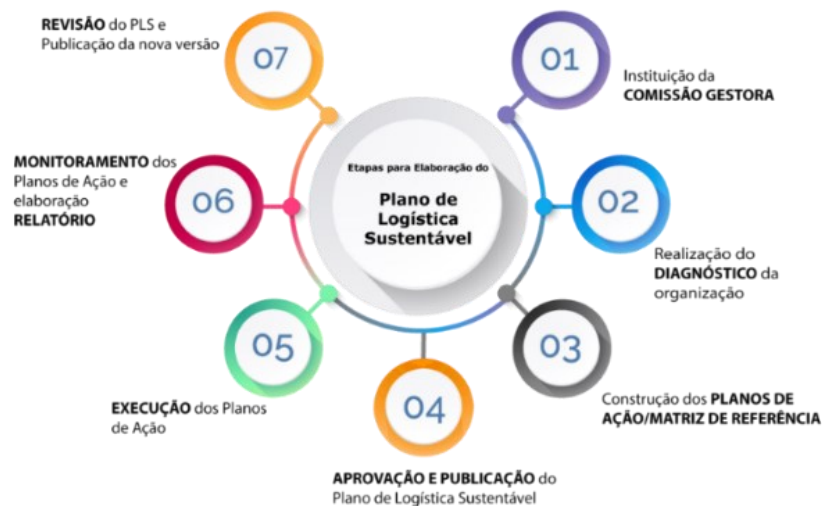 Etapas para Elaboração do
Plano de
Logística
Sustentável
01
Instituição da
COMISSÃO GESTORA
02
Realização do
DIAGNÓSTICO da
organização
03
Construção dos PLANOS DE
AÇÃO/MATRIZ DE REFERÊNCIA
04
APROVAÇÃO E PUBLICAÇÃO do
Plano de Logística Sustentável
05
EXECUÇÃO dos Planos
de Ação
06
MONITORAMENTO dos
Planos de Ação e
elaboração
RELATÓRIO
07
REVISÃO do PLS e
Publicação da nova versão